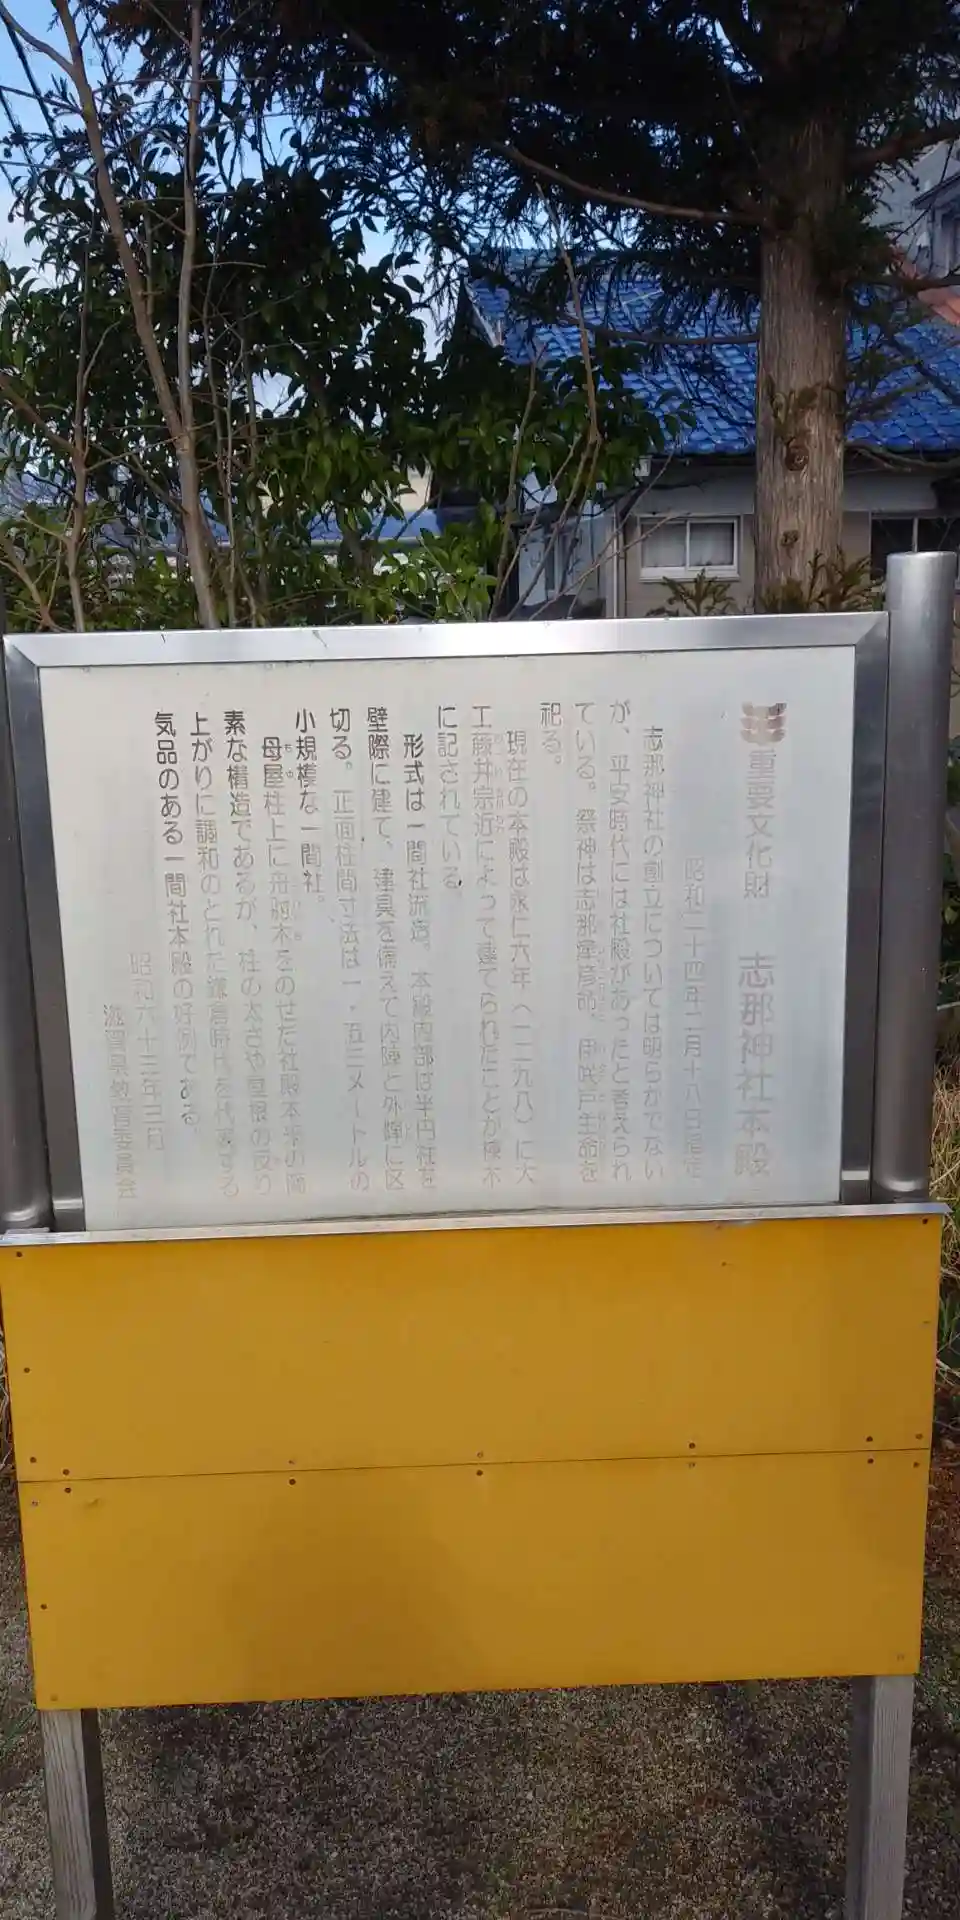 重要文化財 志那神社本殿
昭和二十四年二月十八日指定
志那神社の創立については明らかでない
が、平安時代には社殿があったと考えられ
ている。祭神は志那津彦命、伊吹戸主命を
祀る。
現在の本殿は永仁六年(一二九八)に大
工藤井宗近によって建てられたことが棟木
に記されている。
形式は一間社流造。本殿内部は半円柱を
壁際に建て、建具を備えて内陣と外陣に区
切る。正面柱間寸法は一・五三メートルの
小規模な一間社。
母屋柱上に舟肘木をのせた社殿本来の簡
素な構造であるが、柱の太さや屋根の反り
上がりに調和のとれた鎌倉時代を代表する
気品のある一間社本殿の好例である。
昭和六十三年三月
滋賀県教育委員会